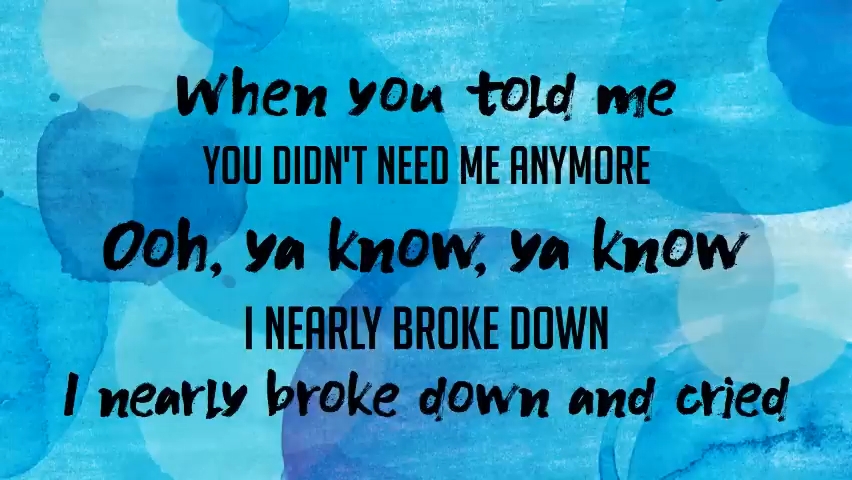 When you told me
YOU DIDN'T NEED ME ANYMORE
Ooh, ya know, ya know
I NEARLY BROKE DOWN
I nearly broke down and cried